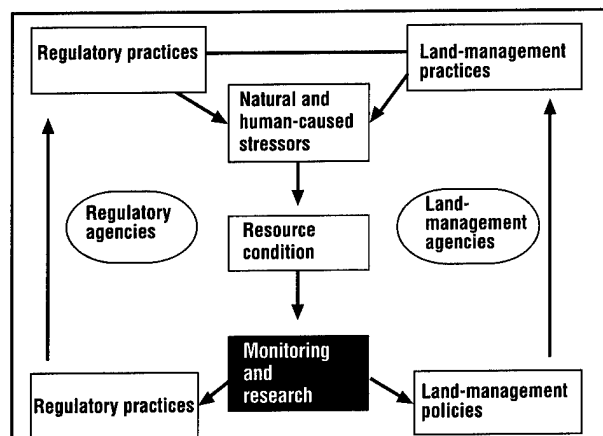 Regulatory practices
Land-management
practices
Natural and
human-caused
stressors
Regulatory
agencies
Resource
condition
Land-
management
agencies
Monitoring
and
research
Regulatory practices
Land-management
policies